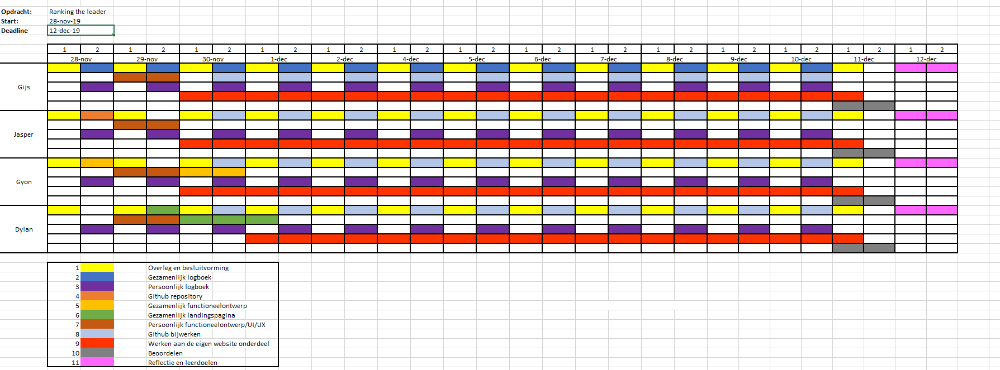 Opdracht: Ranking the leader
Start: 28-nov-19
Deadline 12-dec-19
1 2 1 2 1 2 1 2 1 2 1 2 1 2 1 2 1 2 1 2 1 2 1 2 1 2 1 2
28-nov 29-nov 30-nov 1-dec 2-dec 4-dec 5-dec 6-dec 7-dec 8-dec 9-dec 10-dec 11-dec 12-dec
Gijs
Jasper
Gyon
Dylan
1 Overleg en besluitvorming
2 Gezamenlijk logboek
3 Persoonlijk logboek
4 Github repository
5 Gezamenlijk functioneelontwerp
6 Gezamenlijk landingspagina
7 Persoonlijk functioneelontwerp/UI/UX
8 Github bijwerken
9 Werken aan de eigen website onderdeel
10 Beoordelen
11 Reflectie en leerdoelen